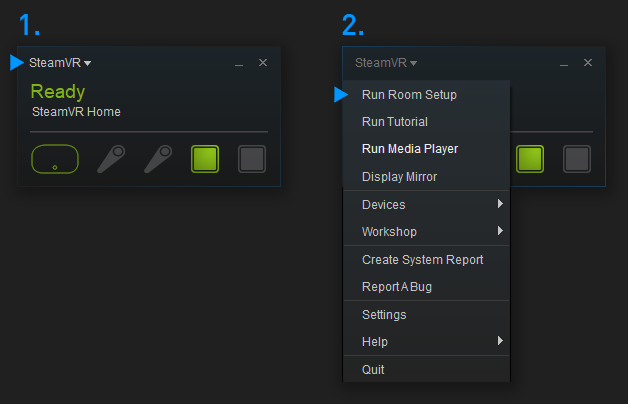 1.
SteamVR
Ready
SteamVR Home
2.
SteamVR
Run Room Setup
Run Tutorial
Run Media Player
Display Mirror
Devices
Workshop
Create System Report
Report A Bug
Settings
Help
Quit